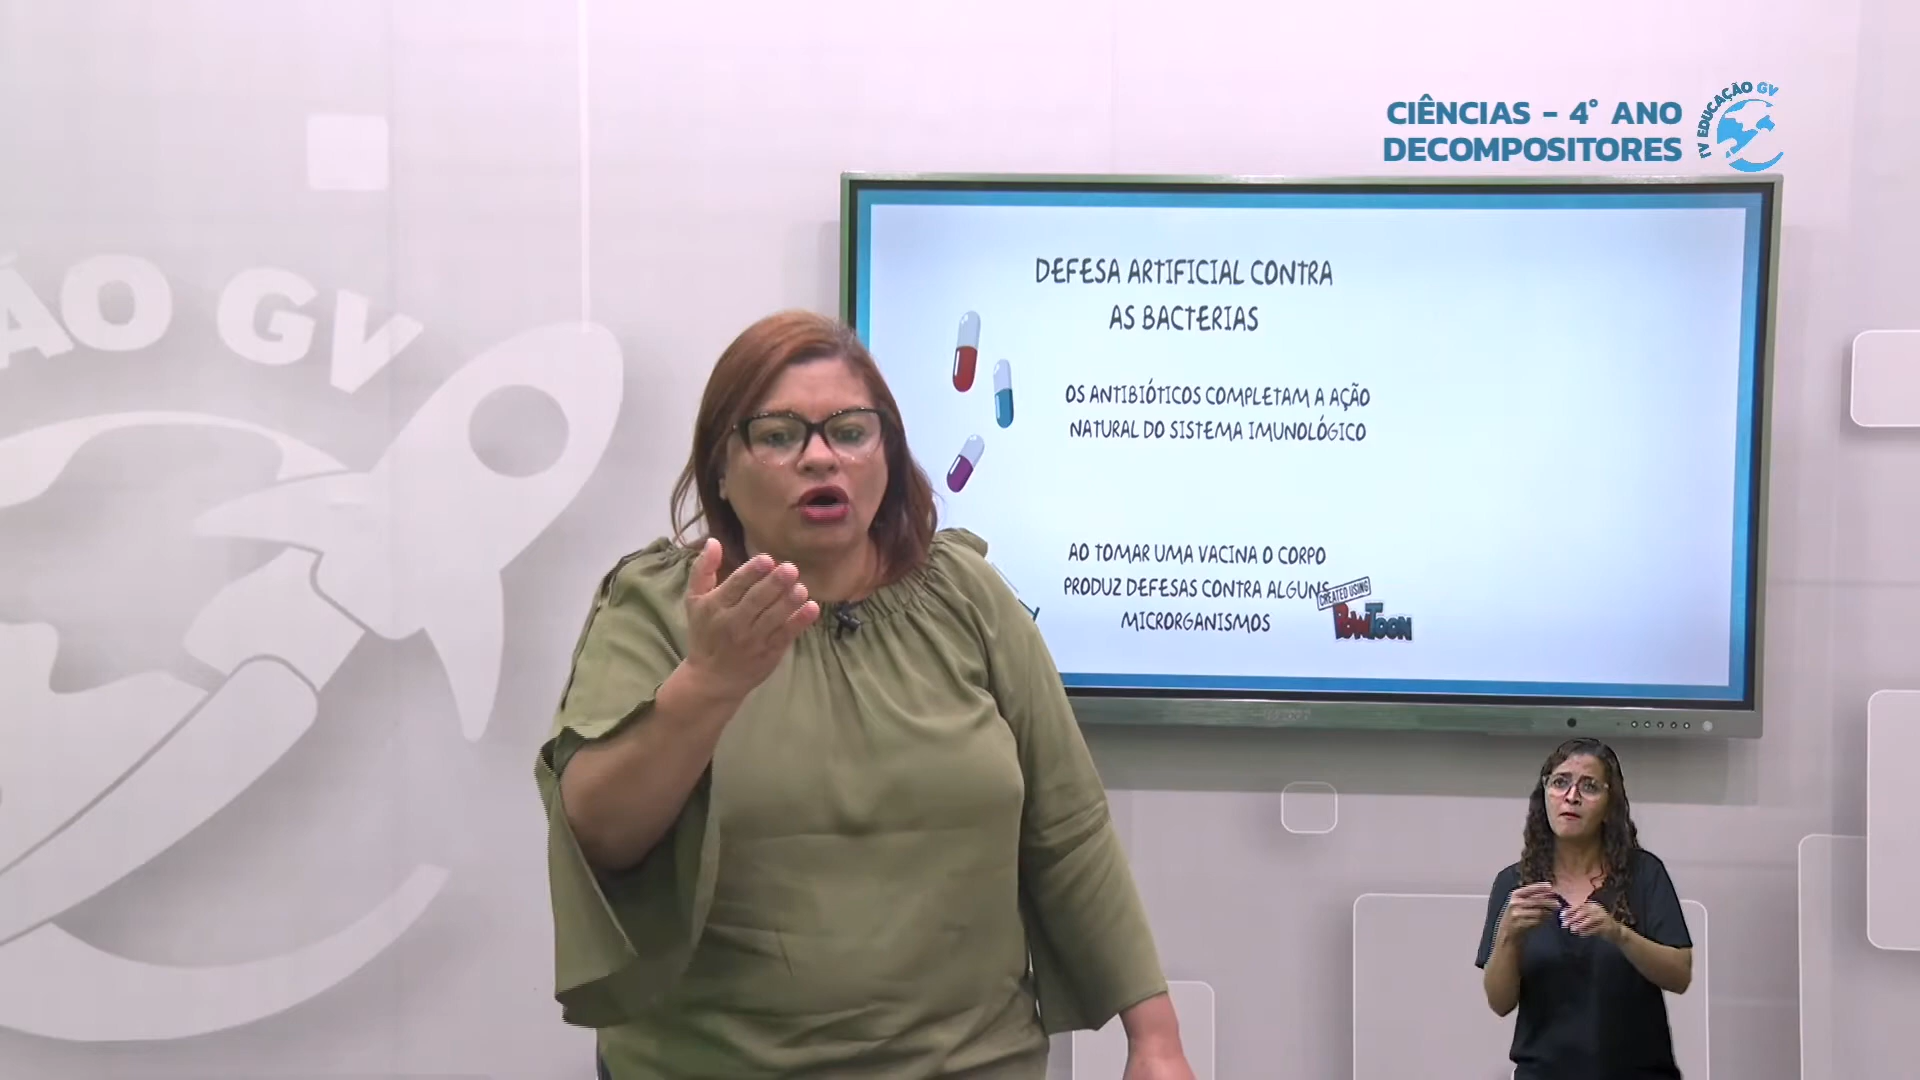 CIÊNCIAS - 4° ANO
DECOMPOSITORES
TV EDUCAÇÃO GV
ÃO GV
DEFESA ARTIFICIAL CONTRA
AS BACTERIAS
OS ANTIBIÓTICOS COMPLETAM A AÇÃO
NATURAL DO SISTEMA IMUNOLÓGICO
AO TOMAR UMA VACINA O CORPO
PRODUZ DEFESAS CONTRA ALGUNS
MICRORGANISMOS
CREATED USING
POWTOON